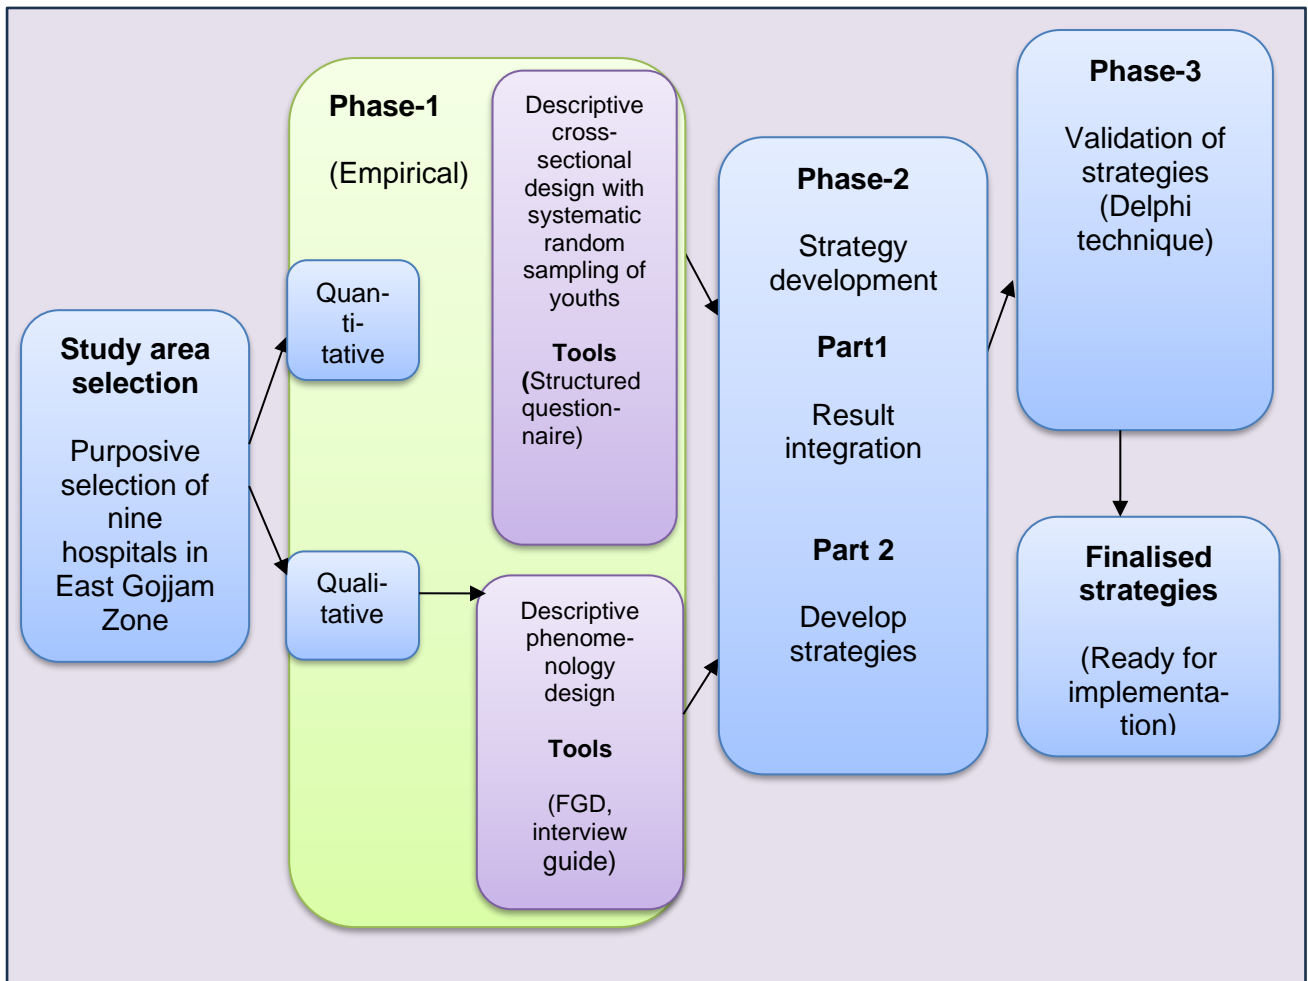 Study area
selection
Purposive
selection of
nine
hospitals in
East Gojjam
Zone
Phase-1
(Empirical)
Quan-
ti-
tative
Quali-
tative
Descriptive
cross-
sectional
design with
systematic
random
sampling of
youths
Tools
(Structured
question-
naire)
Descriptive
phenome-
nology
design
Tools
(FGD,
interview
guide)
Phase-2
Strategy
development
Part1
Result
integration
Part 2
Develop
strategies
Phase-3
Validation of
strategies
(Delphi
technique)
Finalised
strategies
(Ready for
implementa-
tion)